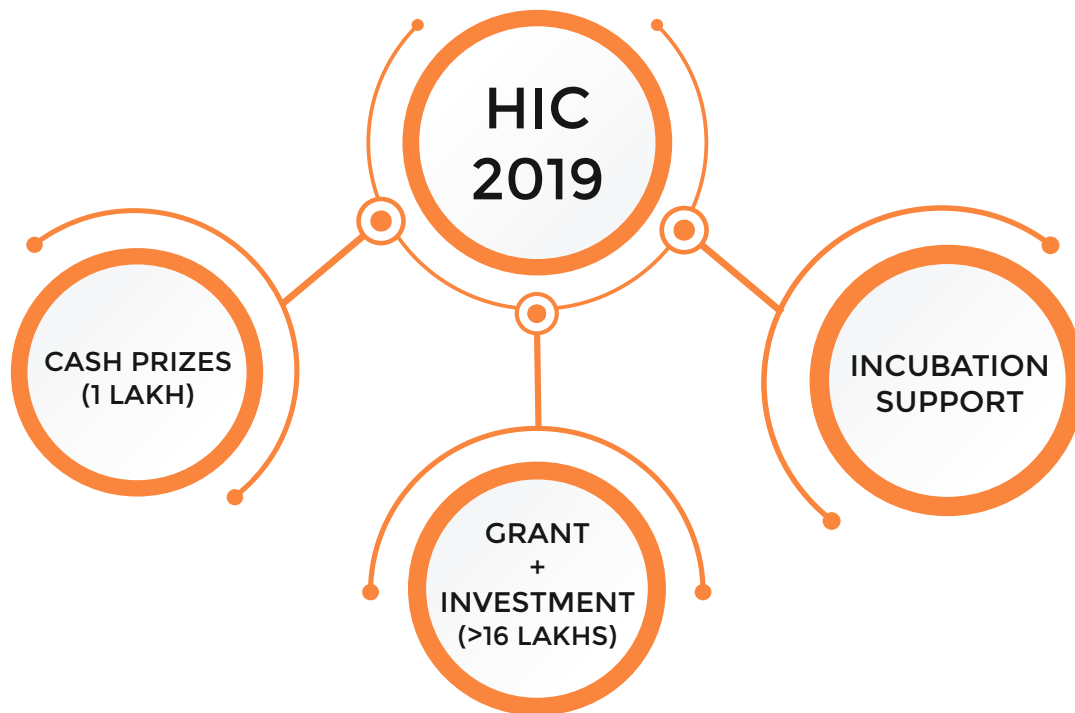 HIC
2019
CASH PRIZES
(1 LAKH)
GRANT
+
INVESTMENT
(>16 LAKHS)
INCUBATION
SUPPORT